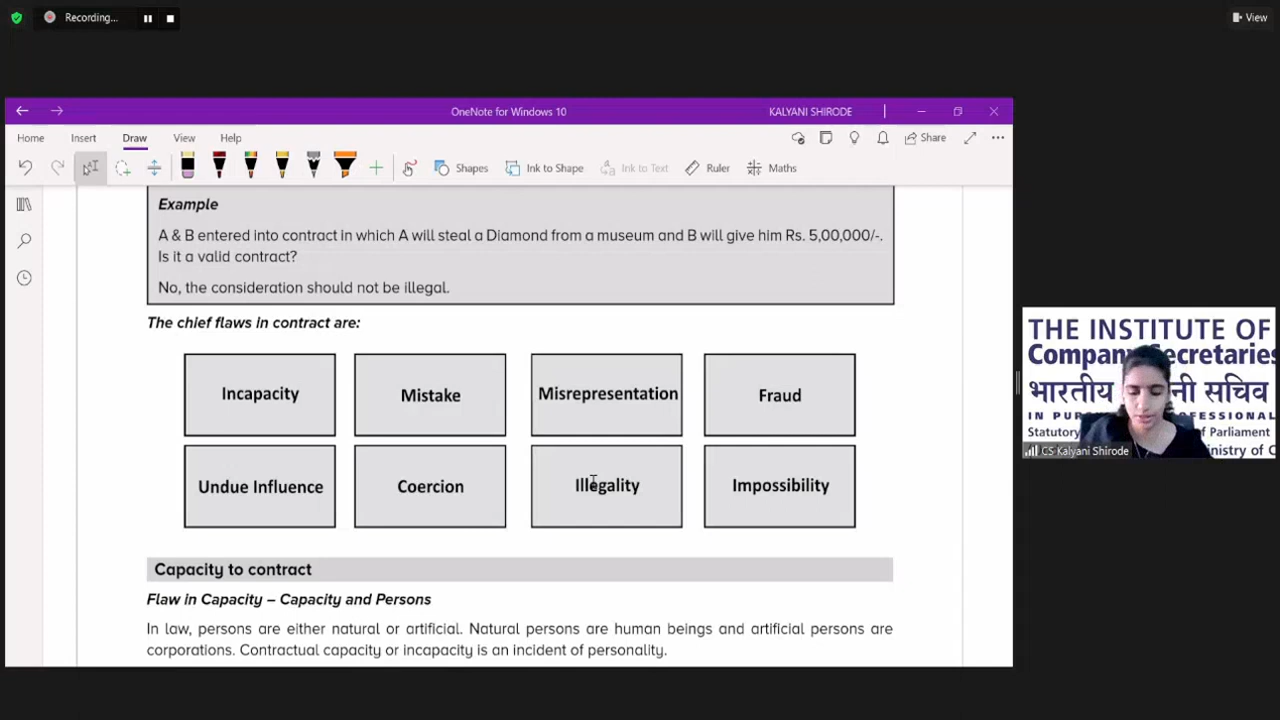 Recording...
View
OneNote for Windows 10
KALYANI SHIRODE
Home
Insert
Draw
View
Help
Share
Shapes
Ink to Shape
Ink to Text
Ruler
Maths
Example
A & B entered into contract in which A will steal a Diamond from a museum and B will give him Rs. 5,00,000/-.
Is it a valid contract?
No, the consideration should not be illegal.
The chief flaws in contract are:
Incapacity
Mistake
Misrepresentation
Fraud
Undue Influence
Coercion
Illegality
Impossibility
Capacity to contract
Flaw in Capacity – Capacity and Persons
In law, persons are either natural or artificial. Natural persons are human beings and artificial persons are
corporations. Contractual capacity or incapacity is an incident of personality.
THE INSTITUTE OF
Company Secretaries
भारतीय सचिव
IN
Statutory of Parliament
CS Kalyani Shirode